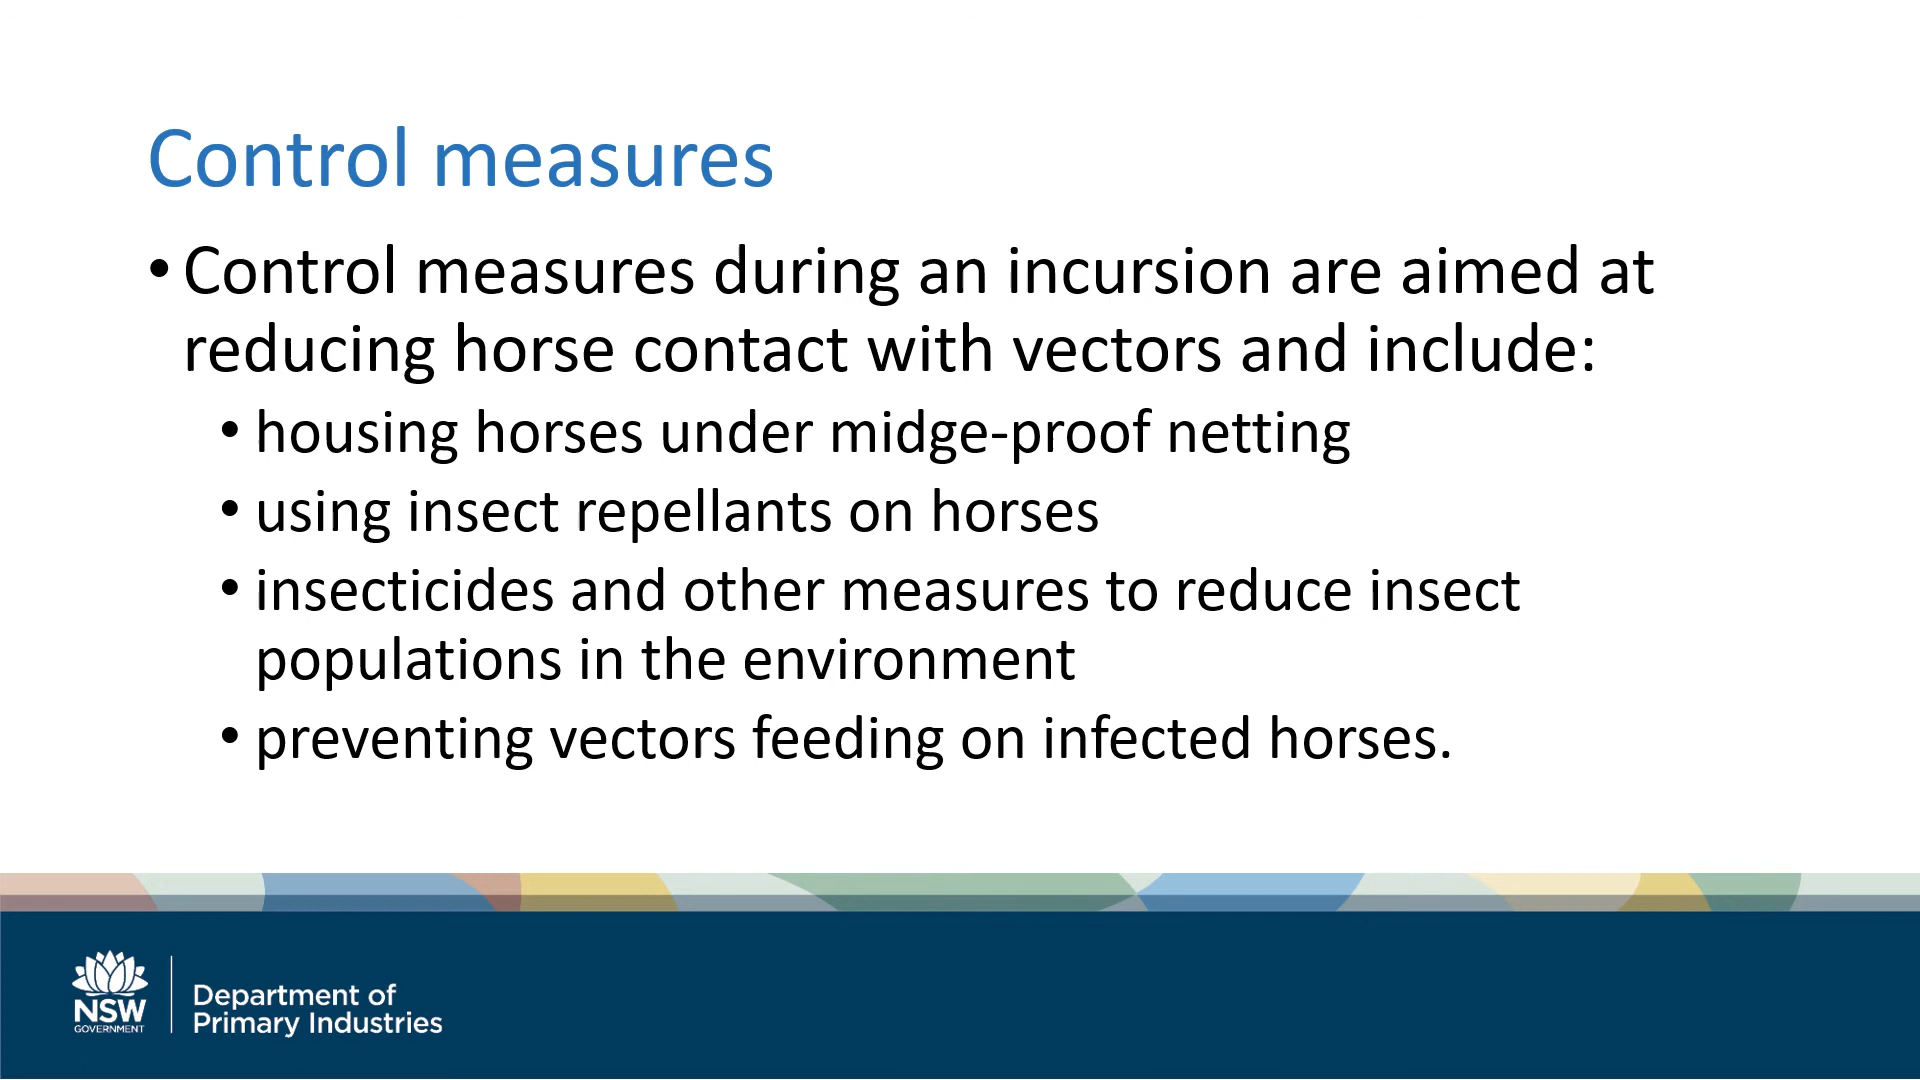 Control measures
• Control measures during an incursion are aimed at
reducing horse contact with vectors and include:
• housing horses under midge-proof netting
• using insect repellants on horses
• insecticides and other measures to reduce insect
populations in the environment
• preventing vectors feeding on infected horses.
NSW
GOVERNMENT
Department of
Primary Industries